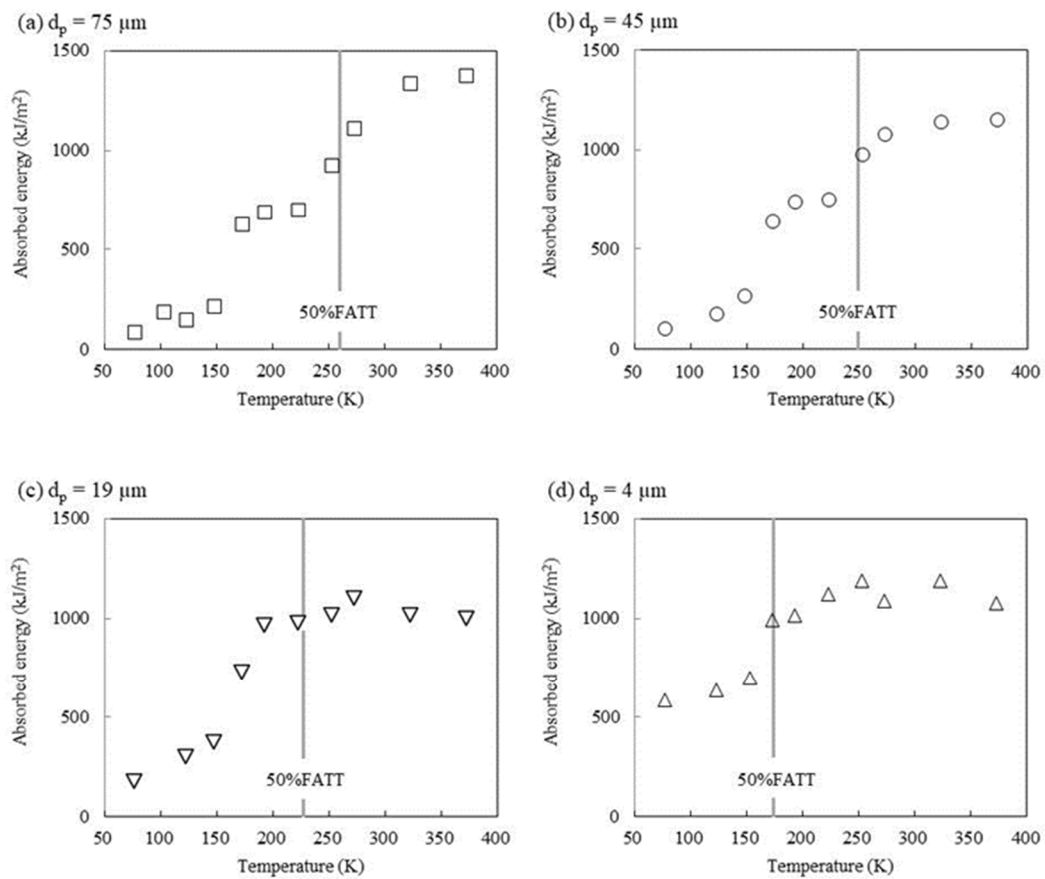 (a) dp = 75 µm
(b) dp = 45 µm
Absorbed energy (kJ/m2)
1500
1000
500
0
50%FATT
50 100 150 200 250 300 350 400
Temperature (K)
Absorbed energy (kJ/m2)
1500
1000
500
0
50%FATT
50 100 150 200 250 300 350 400
Temperature (K)
(c) dp = 19 µm
(d) dp = 4 µm
Absorbed energy (kJ/m2)
1500
1000
500
0
50%FATT
50 100 150 200 250 300 350 400
Temperature (K)
Absorbed energy (kJ/m2)
1500
1000
500
0
50%FATT
50 100 150 200 250 300 350 400
Temperature (K)